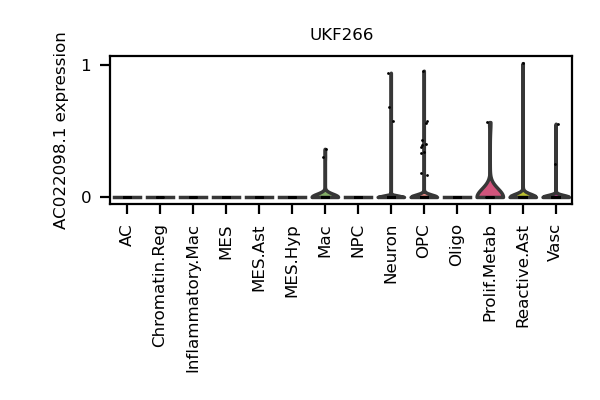 UKF266
AC022098.1 expression
1
0
AC
Chromatin.Reg
Inflammatory.Mac
MES
MES.Ast
MES.Hyp
Mac
NPC
Neuron
OPC
Oligo
Prolif.Metab
Reactive.Ast
Vasc